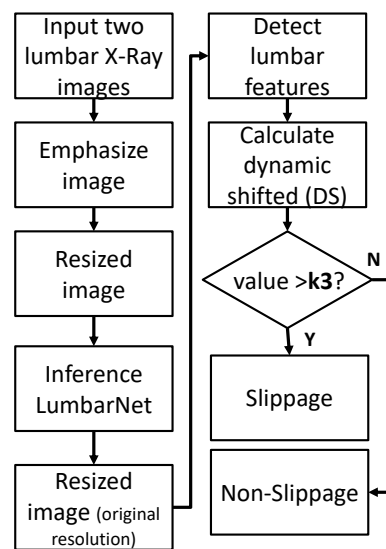 Input two
lumbar X-Ray
images
Emphasize
image
Resized
image
Inference
LumbarNet
Resized
image (original
resolution)
Detect
lumbar
features
Calculate
dynamic
shifted (DS)
value >k3?
N
Y
Slippage
Non-Slippage